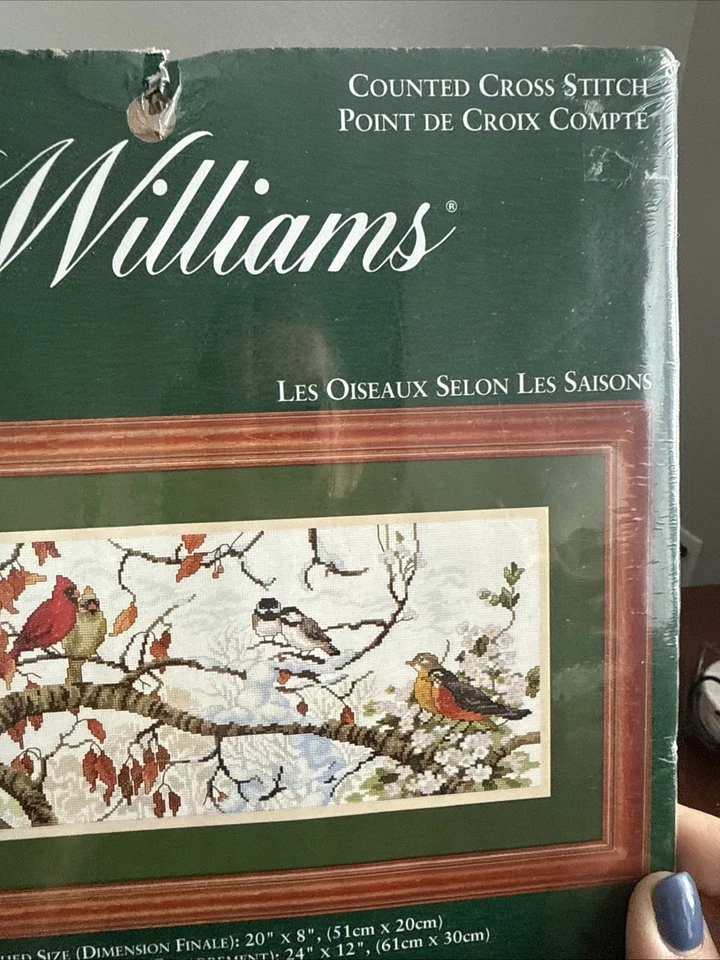 COUNTED CROSS STITCH
POINT DE CROIX COMPTE
Williams®
LES OISEAUX SELON LES SAISONS
SIZE (DIMENSION FINALE): 20" X 8", (51cm X 20cm)
24" X 12", (61cm X 30cm)